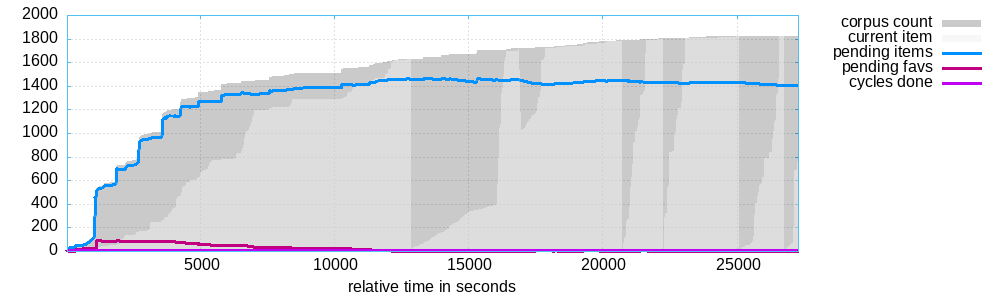 2000
1800
1600
1400
1200
1000
800
600
400
200
0
5000 10000 15000 20000 25000
relative time in seconds
corpus count
current item
pending items
pending favs
cycles done